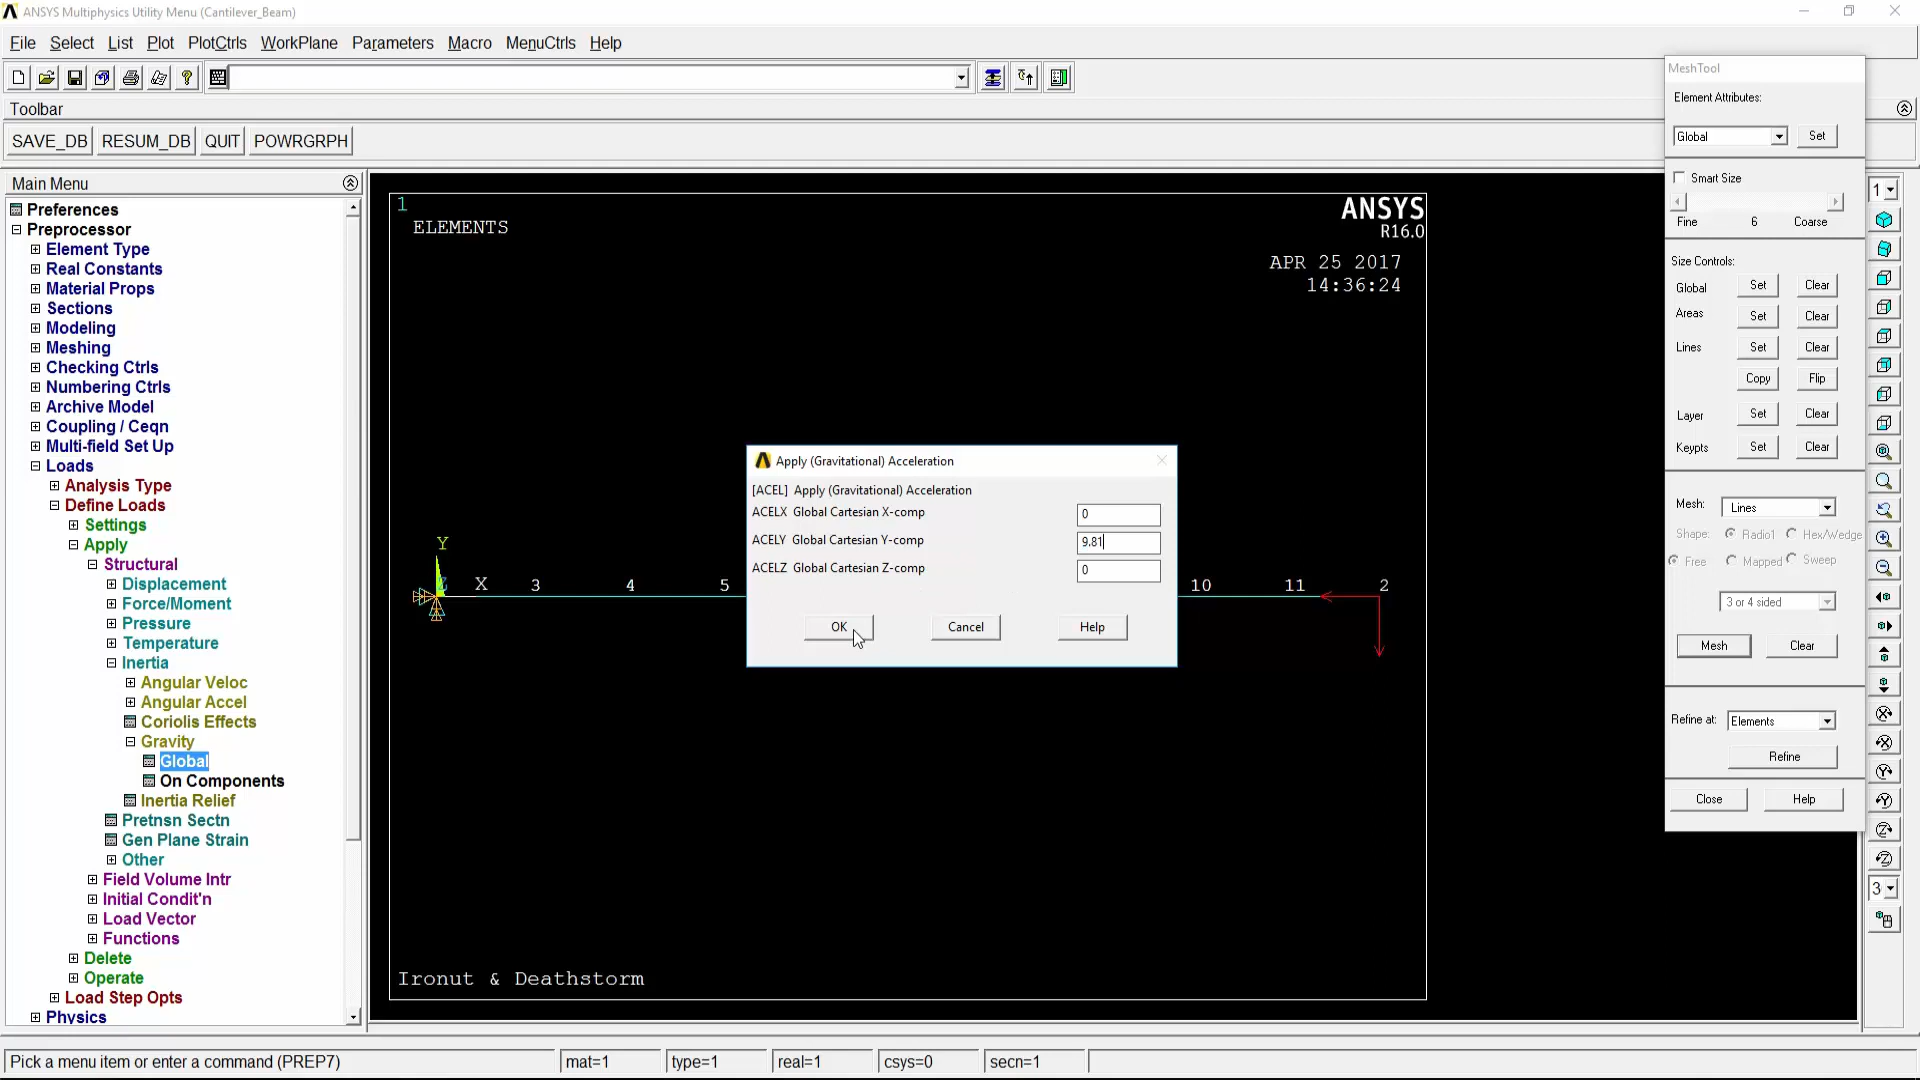 ANSYS Multiphysics Utility Menu (Cantilever_Beam)
File Select List Plot PlotCtrls WorkPlane Parameters Macro MenuCtrls Help
Toolbar
SAVE_DB RESUM_DB QUIT POWRGRPH
Main Menu
Preferences
Preprocessor
Element Type
Real Constants
Material Props
Sections
Modeling
Meshing
Checking Ctrls
Numbering Ctrls
Archive Model
Coupling / Ceqn
Multi-field Set Up
Loads
Analysis Type
Define Loads
Settings
Apply
Structural
Displacement
Force/Moment
Pressure
Temperature
Inertia
Angular Veloc
Angular Accel
Coriolis Effects
Gravity
Global
On Components
Inertia Relief
Pretnsn Sectn
Gen Plane Strain
Other
Field Volume Intr
Initial Condit'n
Load Vector
Functions
Delete
Operate
Load Step Opts
Physics
1
ELEMENTS
ANSYS
R16.0
APR 25 2017
14:36:24
Y
X 3 4 5 10 11 2
Apply (Gravitational) Acceleration
[ACEL] Apply (Gravitational) Acceleration
ACELX Global Cartesian X-comp 0
ACELY Global Cartesian Y-comp 9.81
ACELZ Global Cartesian Z-comp 0
OK Cancel Help
Ironut & Deathstorm
MeshTool
Element Attributes:
Global Set
Smart Size
Fine 6 Coarse
Size Controls:
Global Set Clear
Areas Set Clear
Lines Set Clear
Copy Flip
Layer Set Clear
Keypts Set Clear
Mesh: Lines
Shape: Radio1 Hex/Wedge
Free Mapped Sweep
3 or 4 sided
Mesh Clear
Refine at: Elements
Refine
Close Help
1
3
Pick a menu item or enter a command (PREP7) mat=1 type=1 real=1 csys=0 secn=1